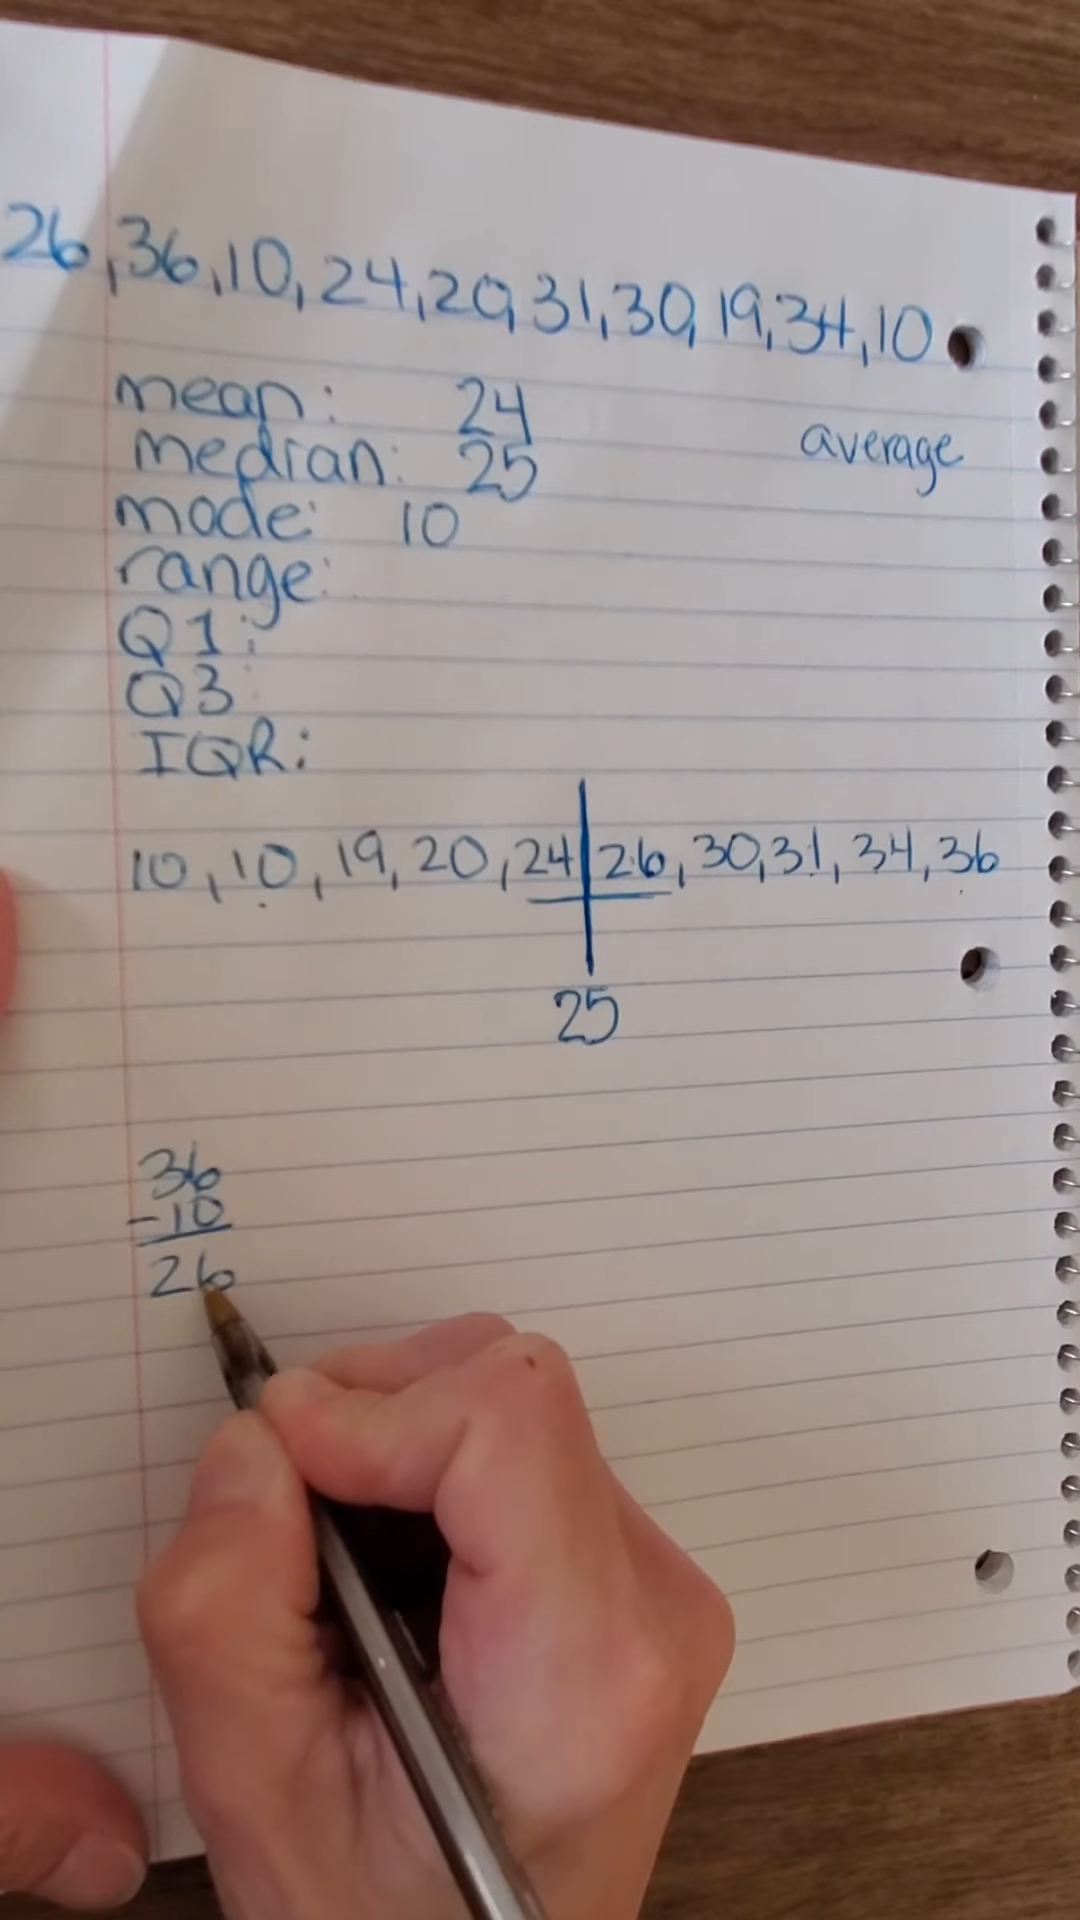 26,36,10,24,20,31,30,19,34,10
mean: 24
average
median: 25
mode: 10
range:
Q1:
Q3
IQR:
10,10,19,20,24|26,30,31,34,36
25
36
-10
26